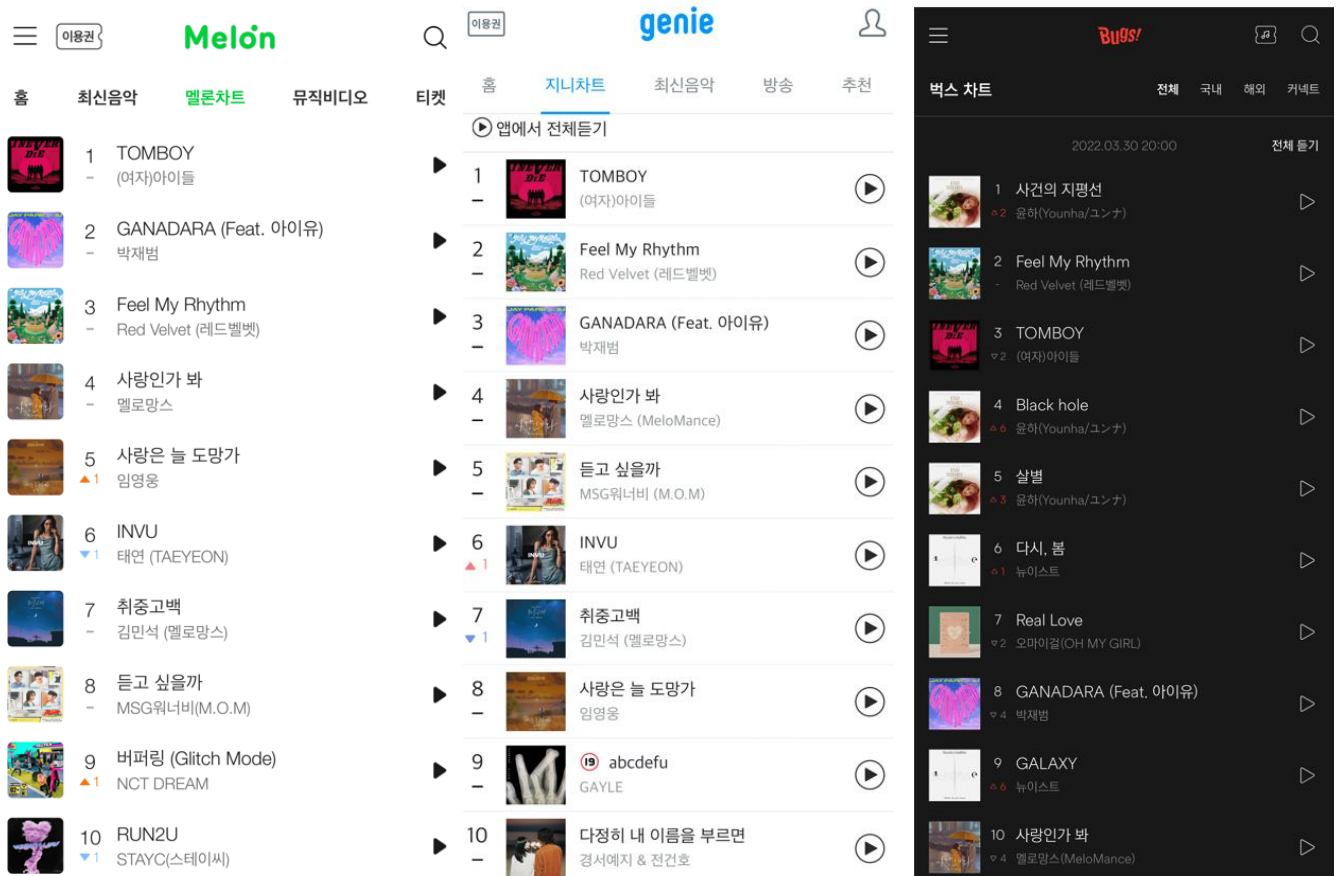 이용권
Melon
홈 최신음악 멜론차트 뮤직비디오 티켓
1 TOMBOY
– (여자)아이들
2 GANADARA (Feat. 아이유)
– 박재범
3 Feel My Rhythm
– Red Velvet (레드벨벳)
4 사랑인가 봐
– 멜로망스
5 사랑은 늘 도망가
▲1 임영웅
6 INVU
▼1 태연 (TAEYEON)
7 취중고백
– 김민석 (멜로망스)
8 듣고 싶을까
– MSG워너비(M.O.M)
9 버퍼링 (Glitch Mode)
▲1 NCT DREAM
10 RUN2U
▼1 STAYC(스테이씨)
이용권
genie
홈 지니차트 최신음악 방송 추천
앱에서 전체듣기
1 TOMBOY
– (여자)아이들
2 Feel My Rhythm
– Red Velvet (레드벨벳)
3 GANADARA (Feat. 아이유)
– 박재범
4 사랑인가 봐
– 멜로망스 (MeloMance)
5 듣고 싶을까
– MSG워너비 (M.O.M)
6 INVU
▲ 1 태연 (TAEYEON)
7 취중고백
▼ 1 김민석 (멜로망스)
8 사랑은 늘 도망가
– 임영웅
9 19 abcdefu
– GAYLE
10 다정히 내 이름을 부르면
– 경서예지 & 전건호
Bugs!
벅스 차트 전체 국내 해외 커넥트
2022.03.30 20:00 전체 듣기
1 사건의 지평선
△2 윤하(Younha/ユンナ)
2 Feel My Rhythm
- Red Velvet (레드벨벳)
3 TOMBOY
▽2 (여자)아이들
4 Black hole
△6 윤하(Younha/ユンナ)
5 살별
△3 윤하(Younha/ユンナ)
6 다시, 봄
△1 뉴이스트
7 Real Love
▽2 오마이걸(OH MY GIRL)
8 GANADARA (Feat. 아이유)
▽4 박재범
9 GALAXY
△6 뉴이스트
10 사랑인가 봐
▽4 멜로망스(MeloMance)